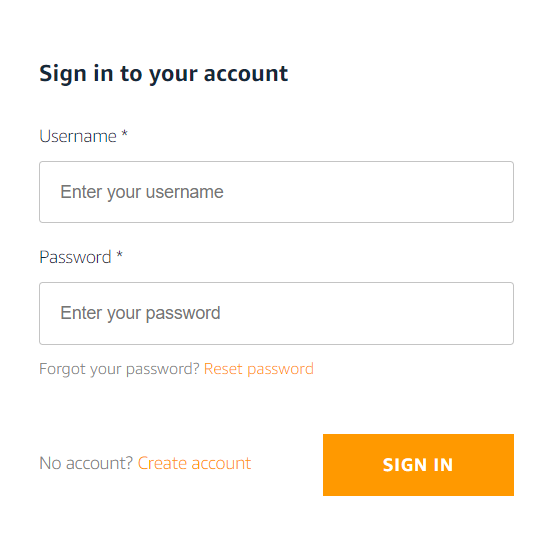 Sign in to your account
Username *
Enter your username
Password *
Enter your password
Forgot your password? Reset password
No account? Create account
SIGN IN